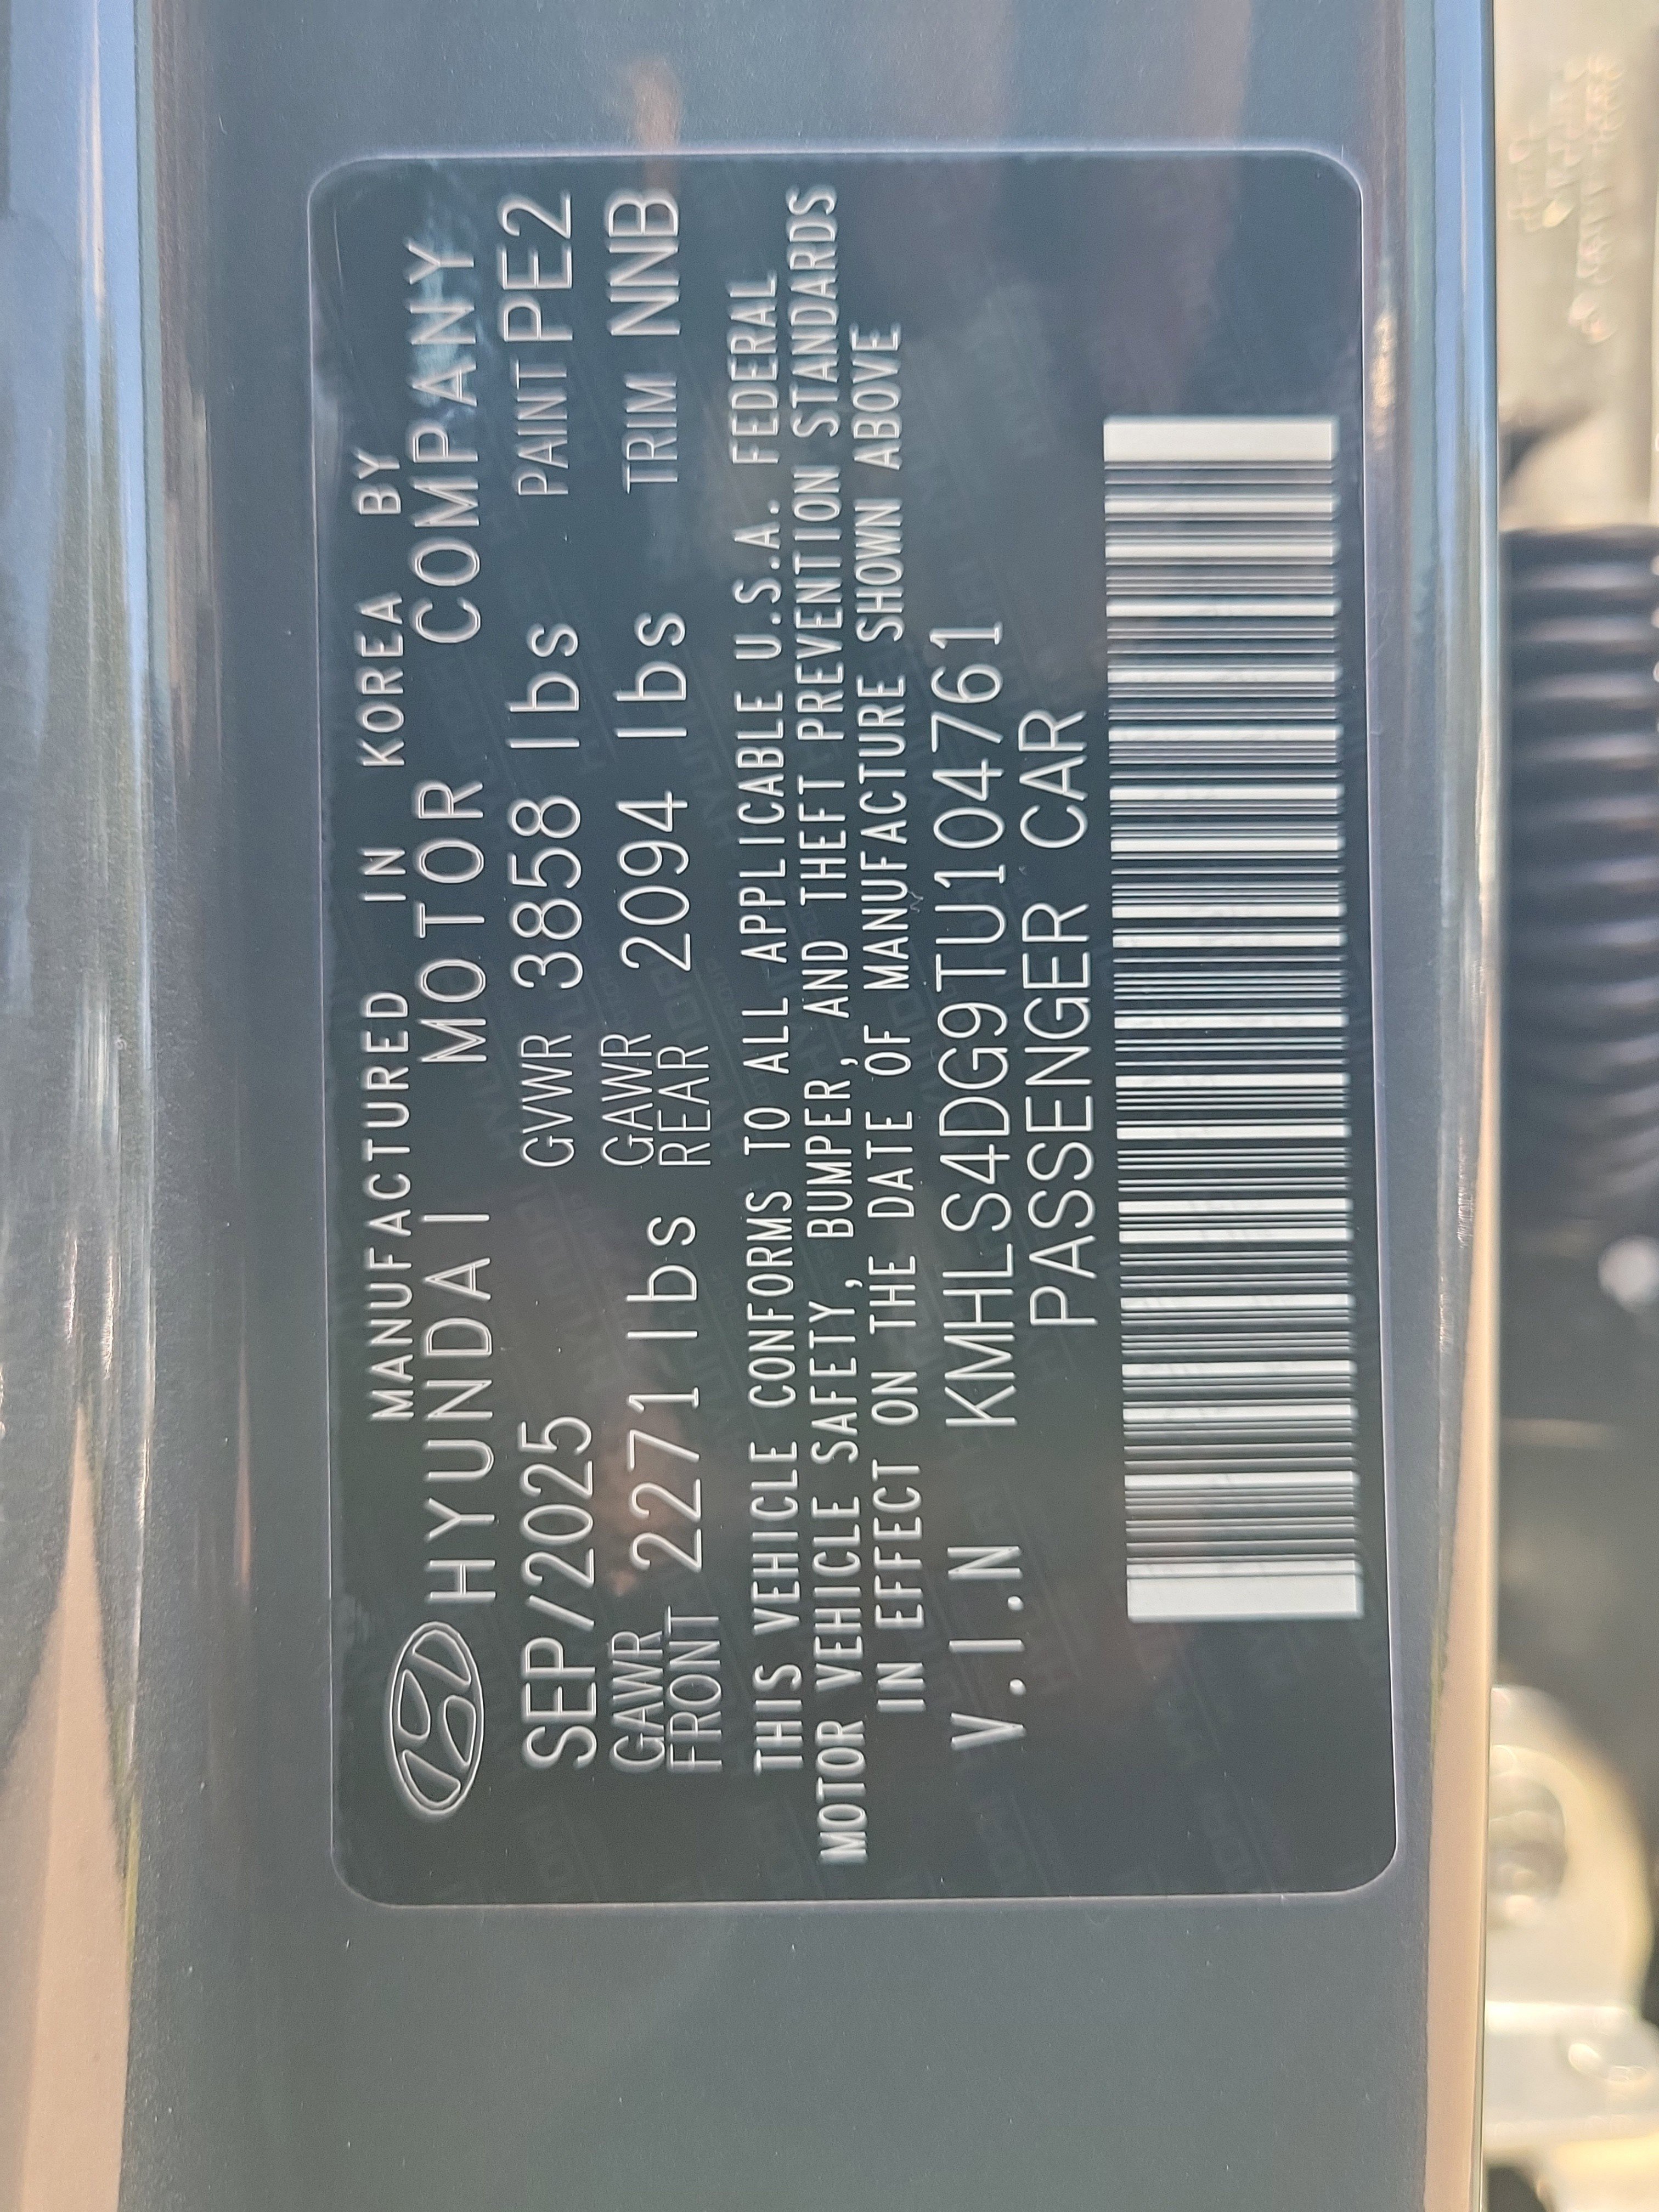 MANUFACTURED IN KOREA BY
HYUNDAI MOTOR COMPANY
SEP/2025 GVWR 3858 lbs PAINT PE2
GAWR FRONT 2271 lbs GAWR REAR 2094 lbs TRIM NNB
THIS VEHICLE CONFORMS TO ALL APPLICABLE U.S.A. FEDERAL
MOTOR VEHICLE SAFETY, BUMPER, AND THEFT PREVENTION STANDARDS
IN EFFECT ON THE DATE OF MANUFACTURE SHOWN ABOVE
V.I.N KMHLS4DG9TU104761
PASSENGER CAR